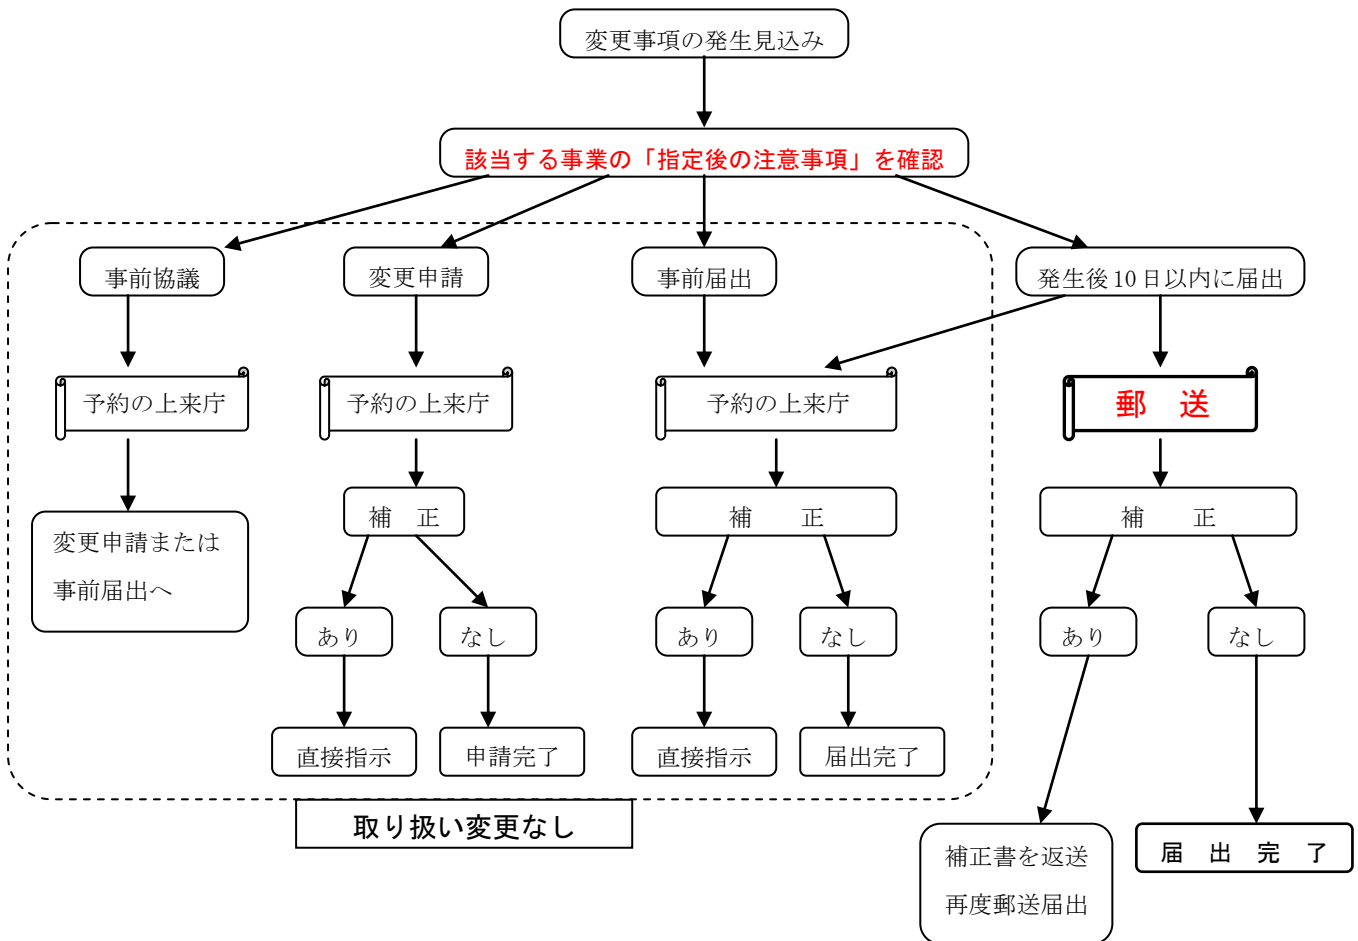 変更事項の発生見込み
該当する事業の「指定後の注意事項」を確認
事前協議
変更申請
事前届出
発生後10日以内に届出
予約の上来庁
予約の上来庁
予約の上来庁
郵 送
変更申請または
事前届出へ
補 正
補 正
補 正
あり
なし
あり
なし
あり
なし
直接指示
申請完了
直接指示
届出完了
取り扱い変更なし
補正書を返送
再度郵送届出
届 出 完 了